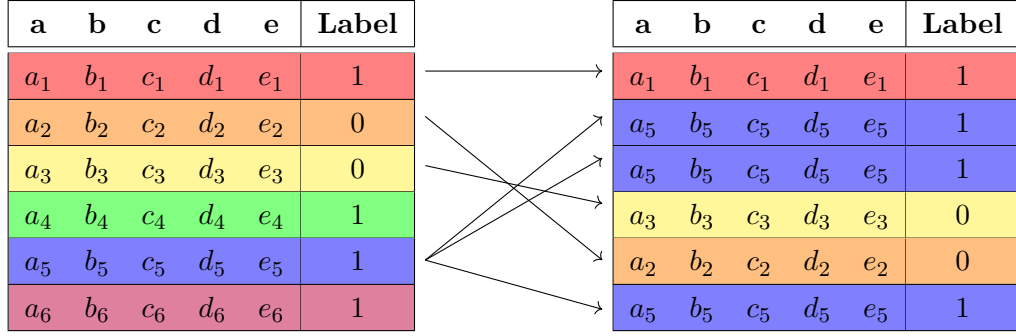 a b c d e Label a b c d e Label
a₁ b₁ c₁ d₁ e₁ 1 a₁ b₁ c₁ d₁ e₁ 1
a₂ b₂ c₂ d₂ e₂ 0 a₅ b₅ c₅ d₅ e₅ 1
a₃ b₃ c₃ d₃ e₃ 0 a₅ b₅ c₅ d₅ e₅ 1
a₄ b₄ c₄ d₄ e₄ 1 a₃ b₃ c₃ d₃ e₃ 0
a₅ b₅ c₅ d₅ e₅ 1 a₂ b₂ c₂ d₂ e₂ 0
a₆ b₆ c₆ d₆ e₆ 1 a₅ b₅ c₅ d₅ e₅ 1